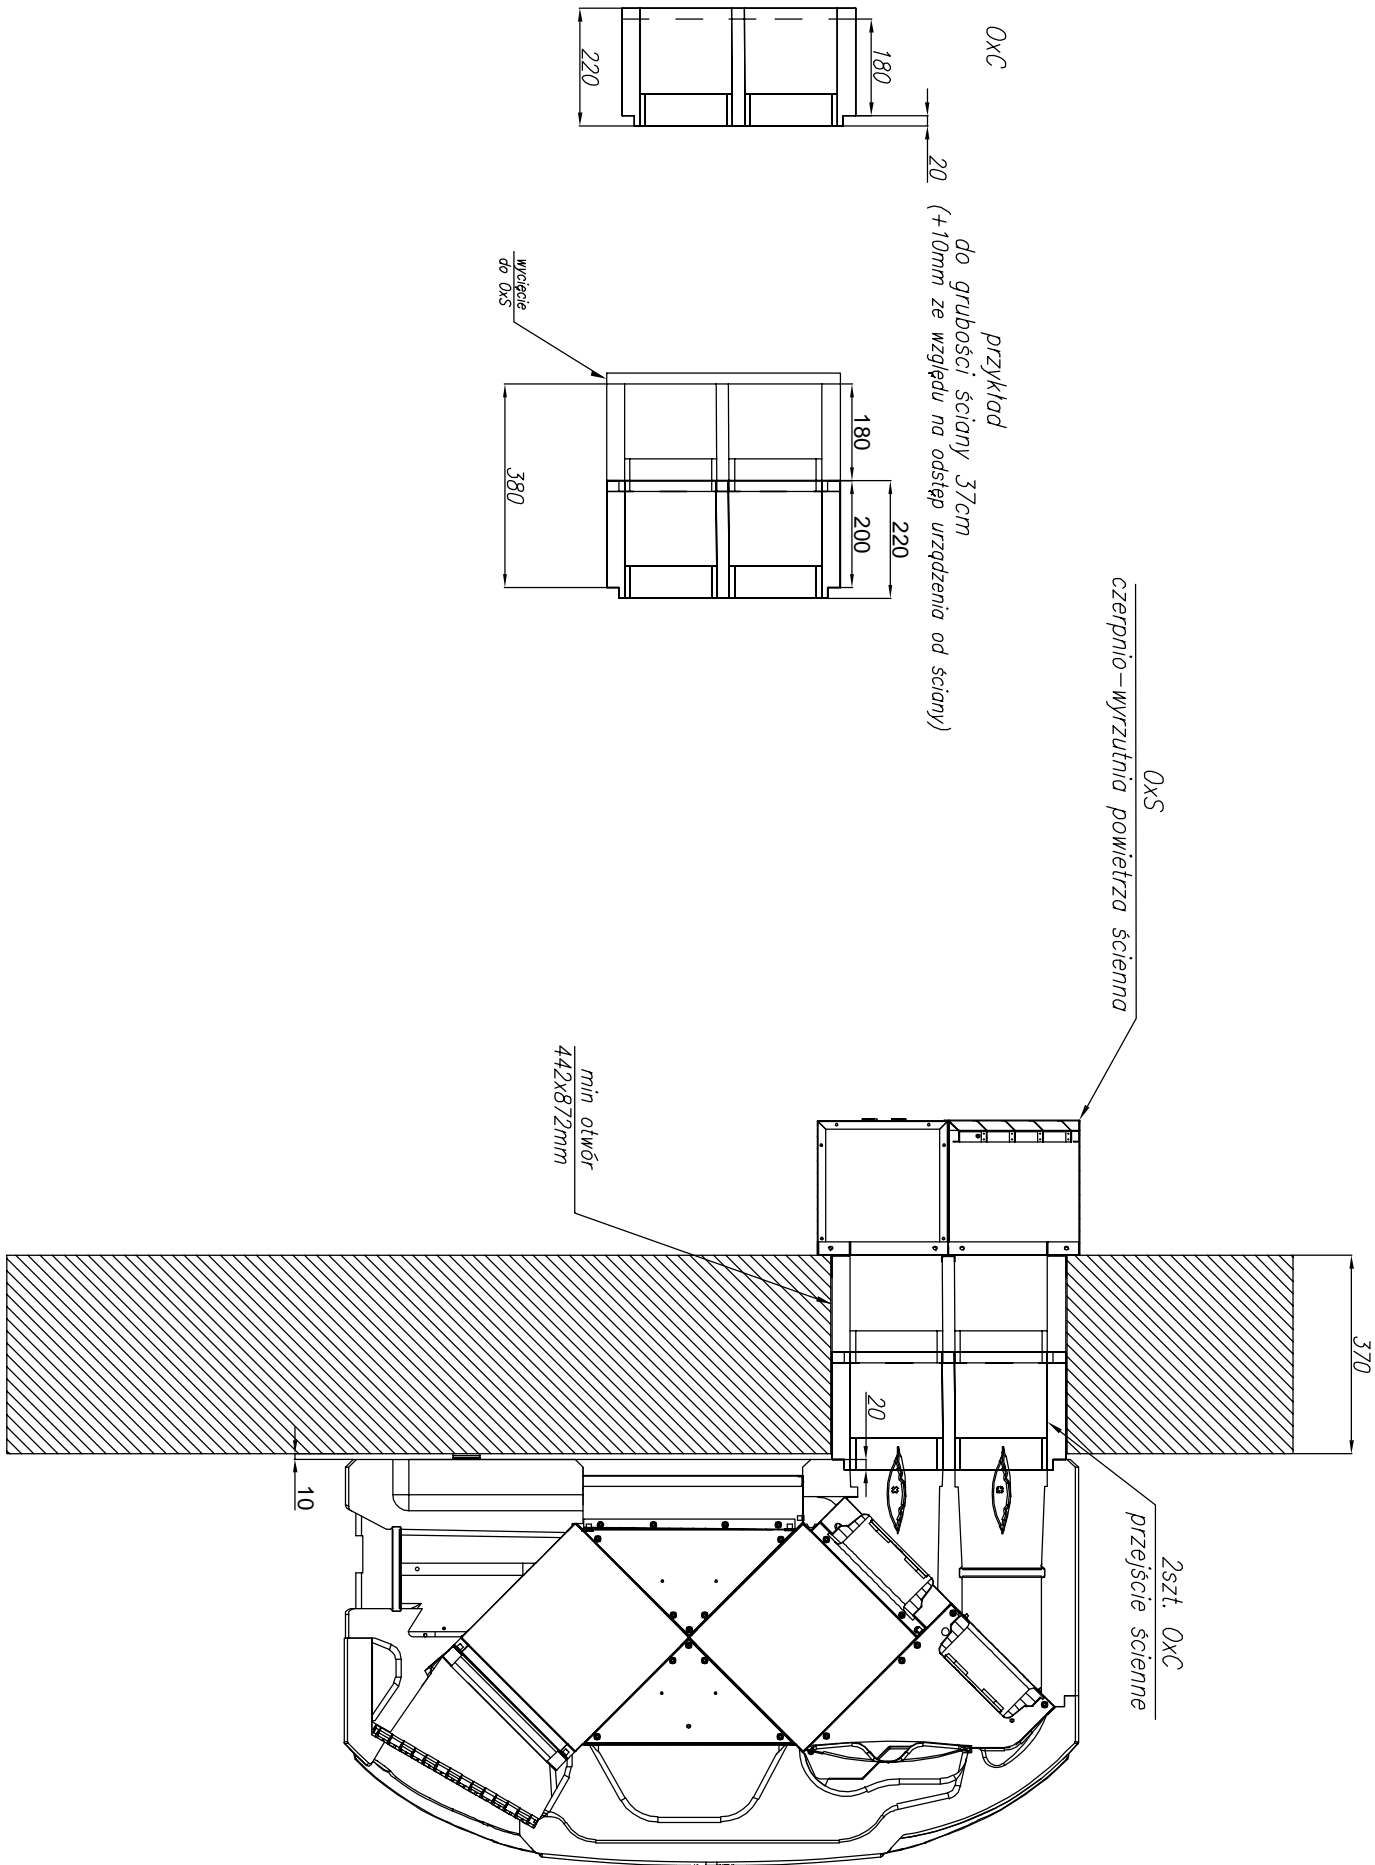 OxC
180
220
20
przykład
do grubości ściany 37cm
(+10mm ze względu na odstęp urządzenia od ściany)
wycięcie
do OxS
180
200
220
380
OxS
czerpnio-wyrzutnia powietrza ścienna
min otwór
442x872mm
370
20
10
2szt. OxC
przejście ścienne